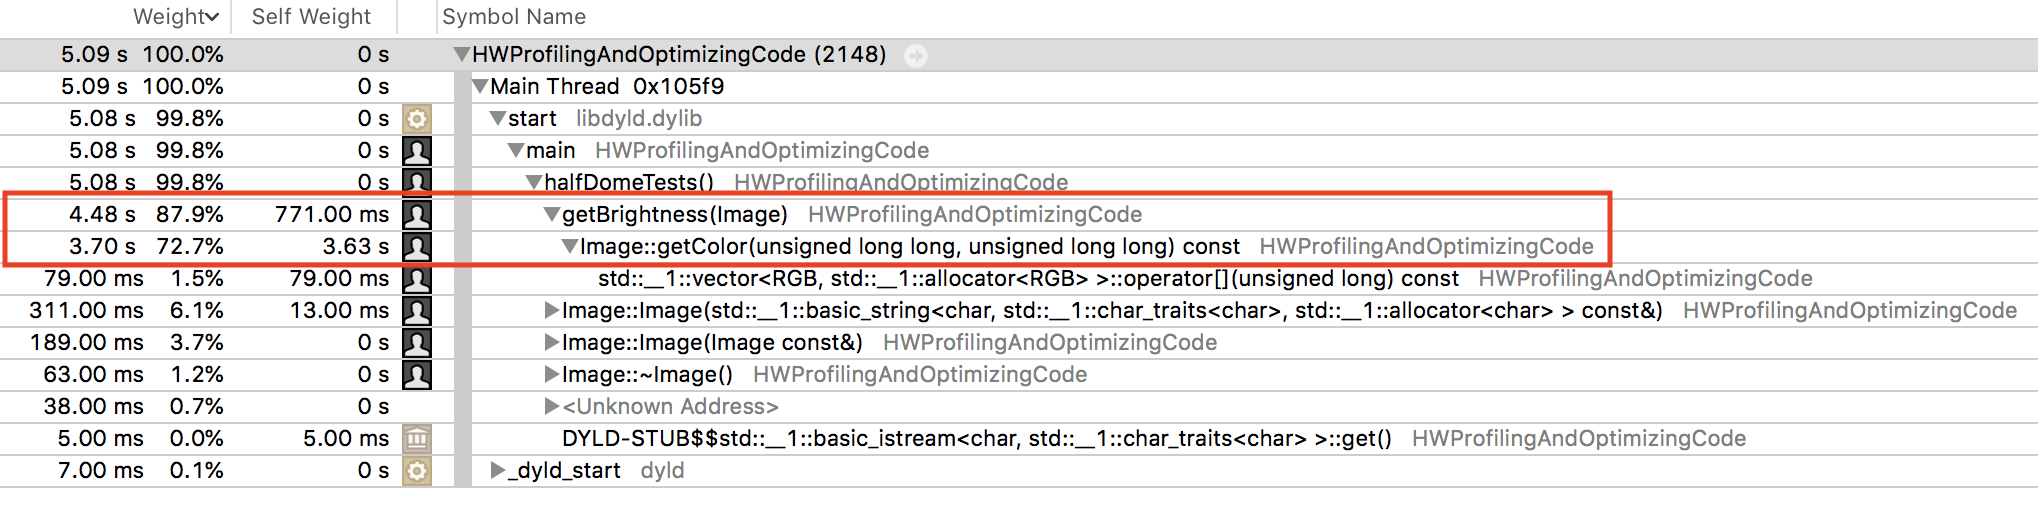 Weight Self Weight Symbol Name
5.09 s 100.0% 0 s HWProfilingAndOptimizingCode (2148)
5.09 s 100.0% 0 s Main Thread 0x105f9
5.08 s 99.8% 0 s start libdyld.dylib
5.08 s 99.8% 0 s main HWProfilingAndOptimizingCode
5.08 s 99.8% 0 s halfDomeTests() HWProfilingAndOptimizingCode
4.48 s 87.9% 771.00 ms getBrightness(Image) HWProfilingAndOptimizingCode
3.70 s 72.7% 3.63 s Image::getColor(unsigned long long, unsigned long long) const HWProfilingAndOptimizingCode
79.00 ms 1.5% 79.00 ms std::__1::vector<RGB, std::__1::allocator<RGB> >::operator[](unsigned long) const HWProfilingAndOptimizingCode
311.00 ms 6.1% 13.00 ms Image::Image(std::__1::basic_string<char, std::__1::char_traits<char>, std::__1::allocator<char> > const&) HWProfilingAndOptimizingCode
189.00 ms 3.7% 0 s Image::Image(Image const&) HWProfilingAndOptimizingCode
63.00 ms 1.2% 0 s Image::~Image() HWProfilingAndOptimizingCode
38.00 ms 0.7% 0 s <Unknown Address>
5.00 ms 0.0% 5.00 ms DYLD-STUB$$std::__1::basic_istream<char, std::__1::char_traits<char> >::get() HWProfilingAndOptimizingCode
7.00 ms 0.1% 0 s _dyld_start dyld